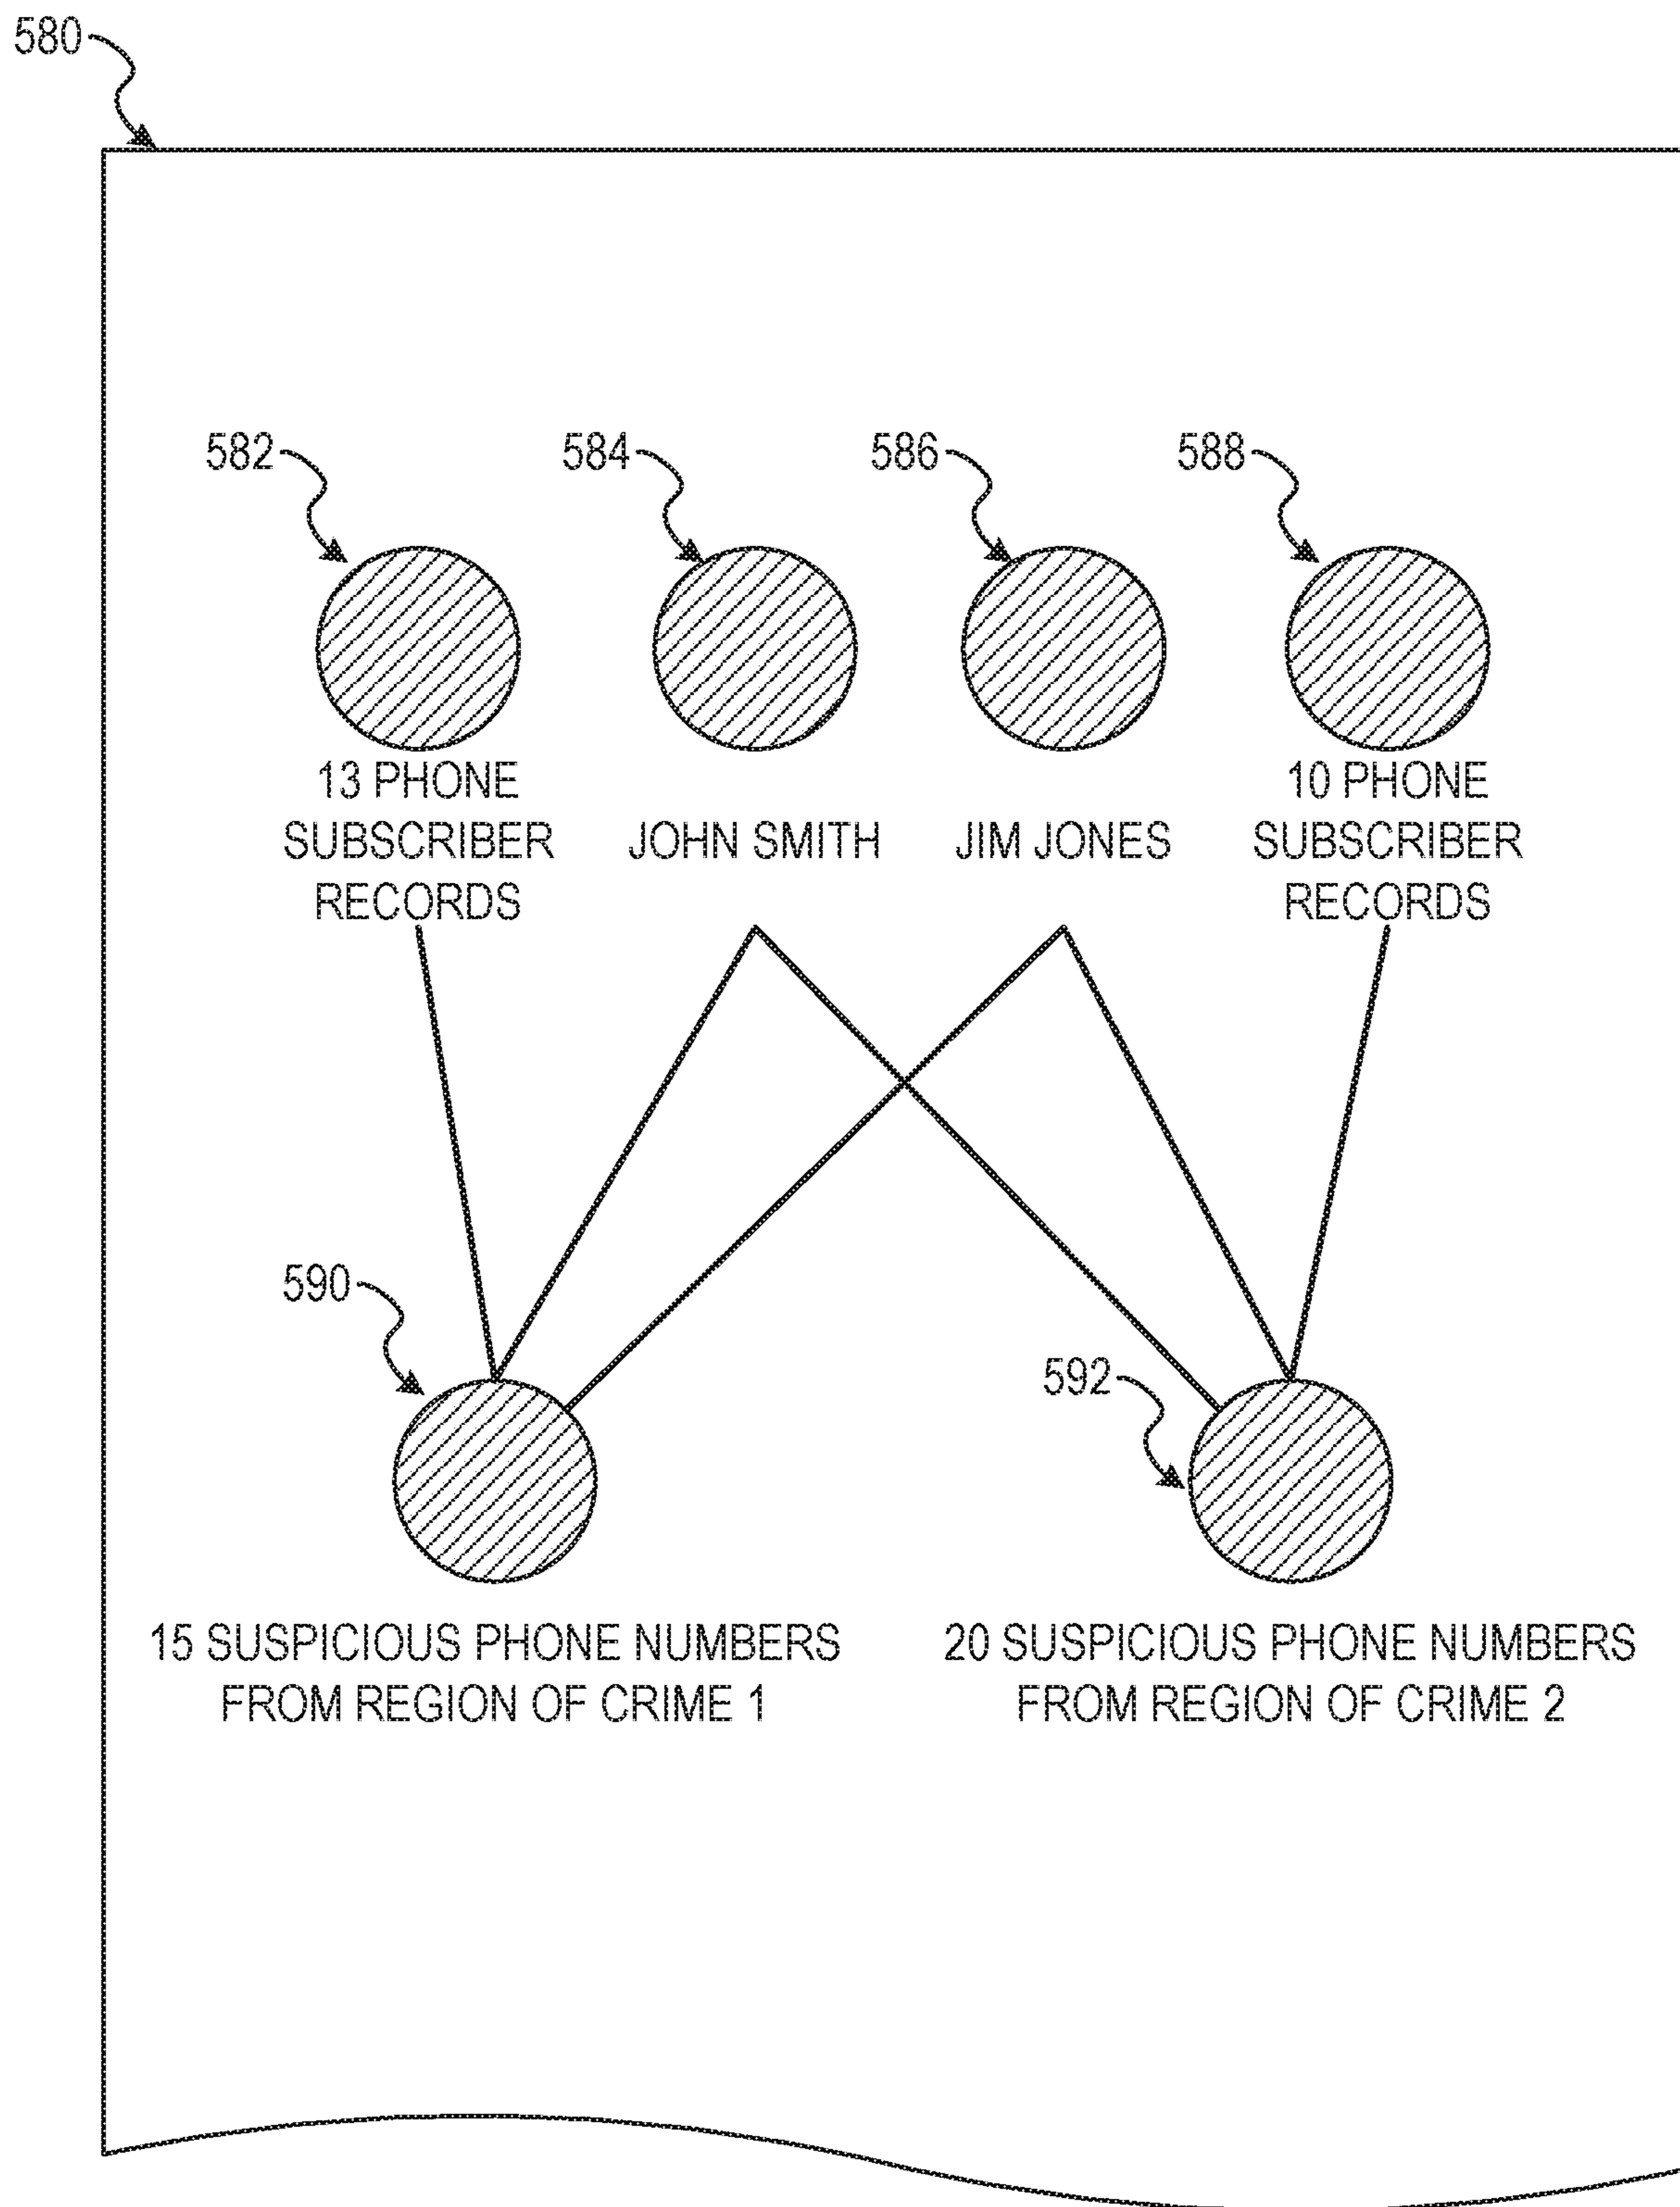 580
582
584
586
588
13 PHONE
SUBSCRIBER
RECORDS
JOHN SMITH
JIM JONES
10 PHONE
SUBSCRIBER
RECORDS
590
592
15 SUSPICIOUS PHONE NUMBERS
FROM REGION OF CRIME 1
20 SUSPICIOUS PHONE NUMBERS
FROM REGION OF CRIME 2